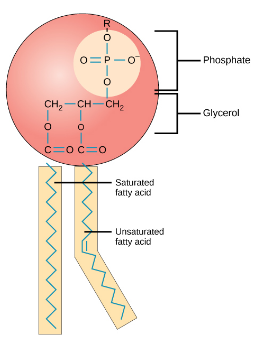 R
O
O=P–O⁻
O
CH2–CH–CH2
O O
C=O C=O
Phosphate
Glycerol
Saturated
fatty acid
Unsaturated
fatty acid